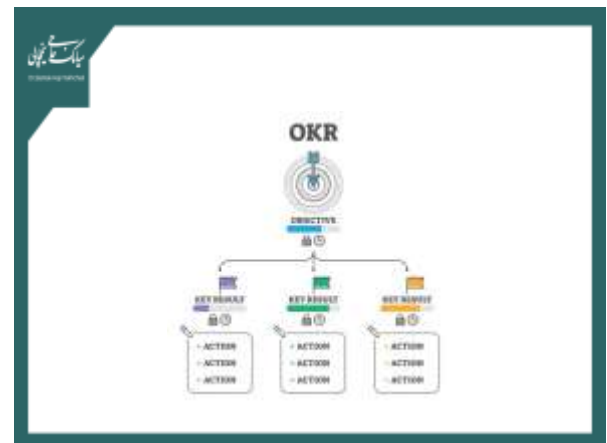 OKR
OBJECTIVE
KEY RESULT
KEY RESULT
KEY RESULT
+ ACTION
+ ACTION
+ ACTION
- ACTION
- ACTION
- ACTION
- ACTION
- ACTION
- ACTION